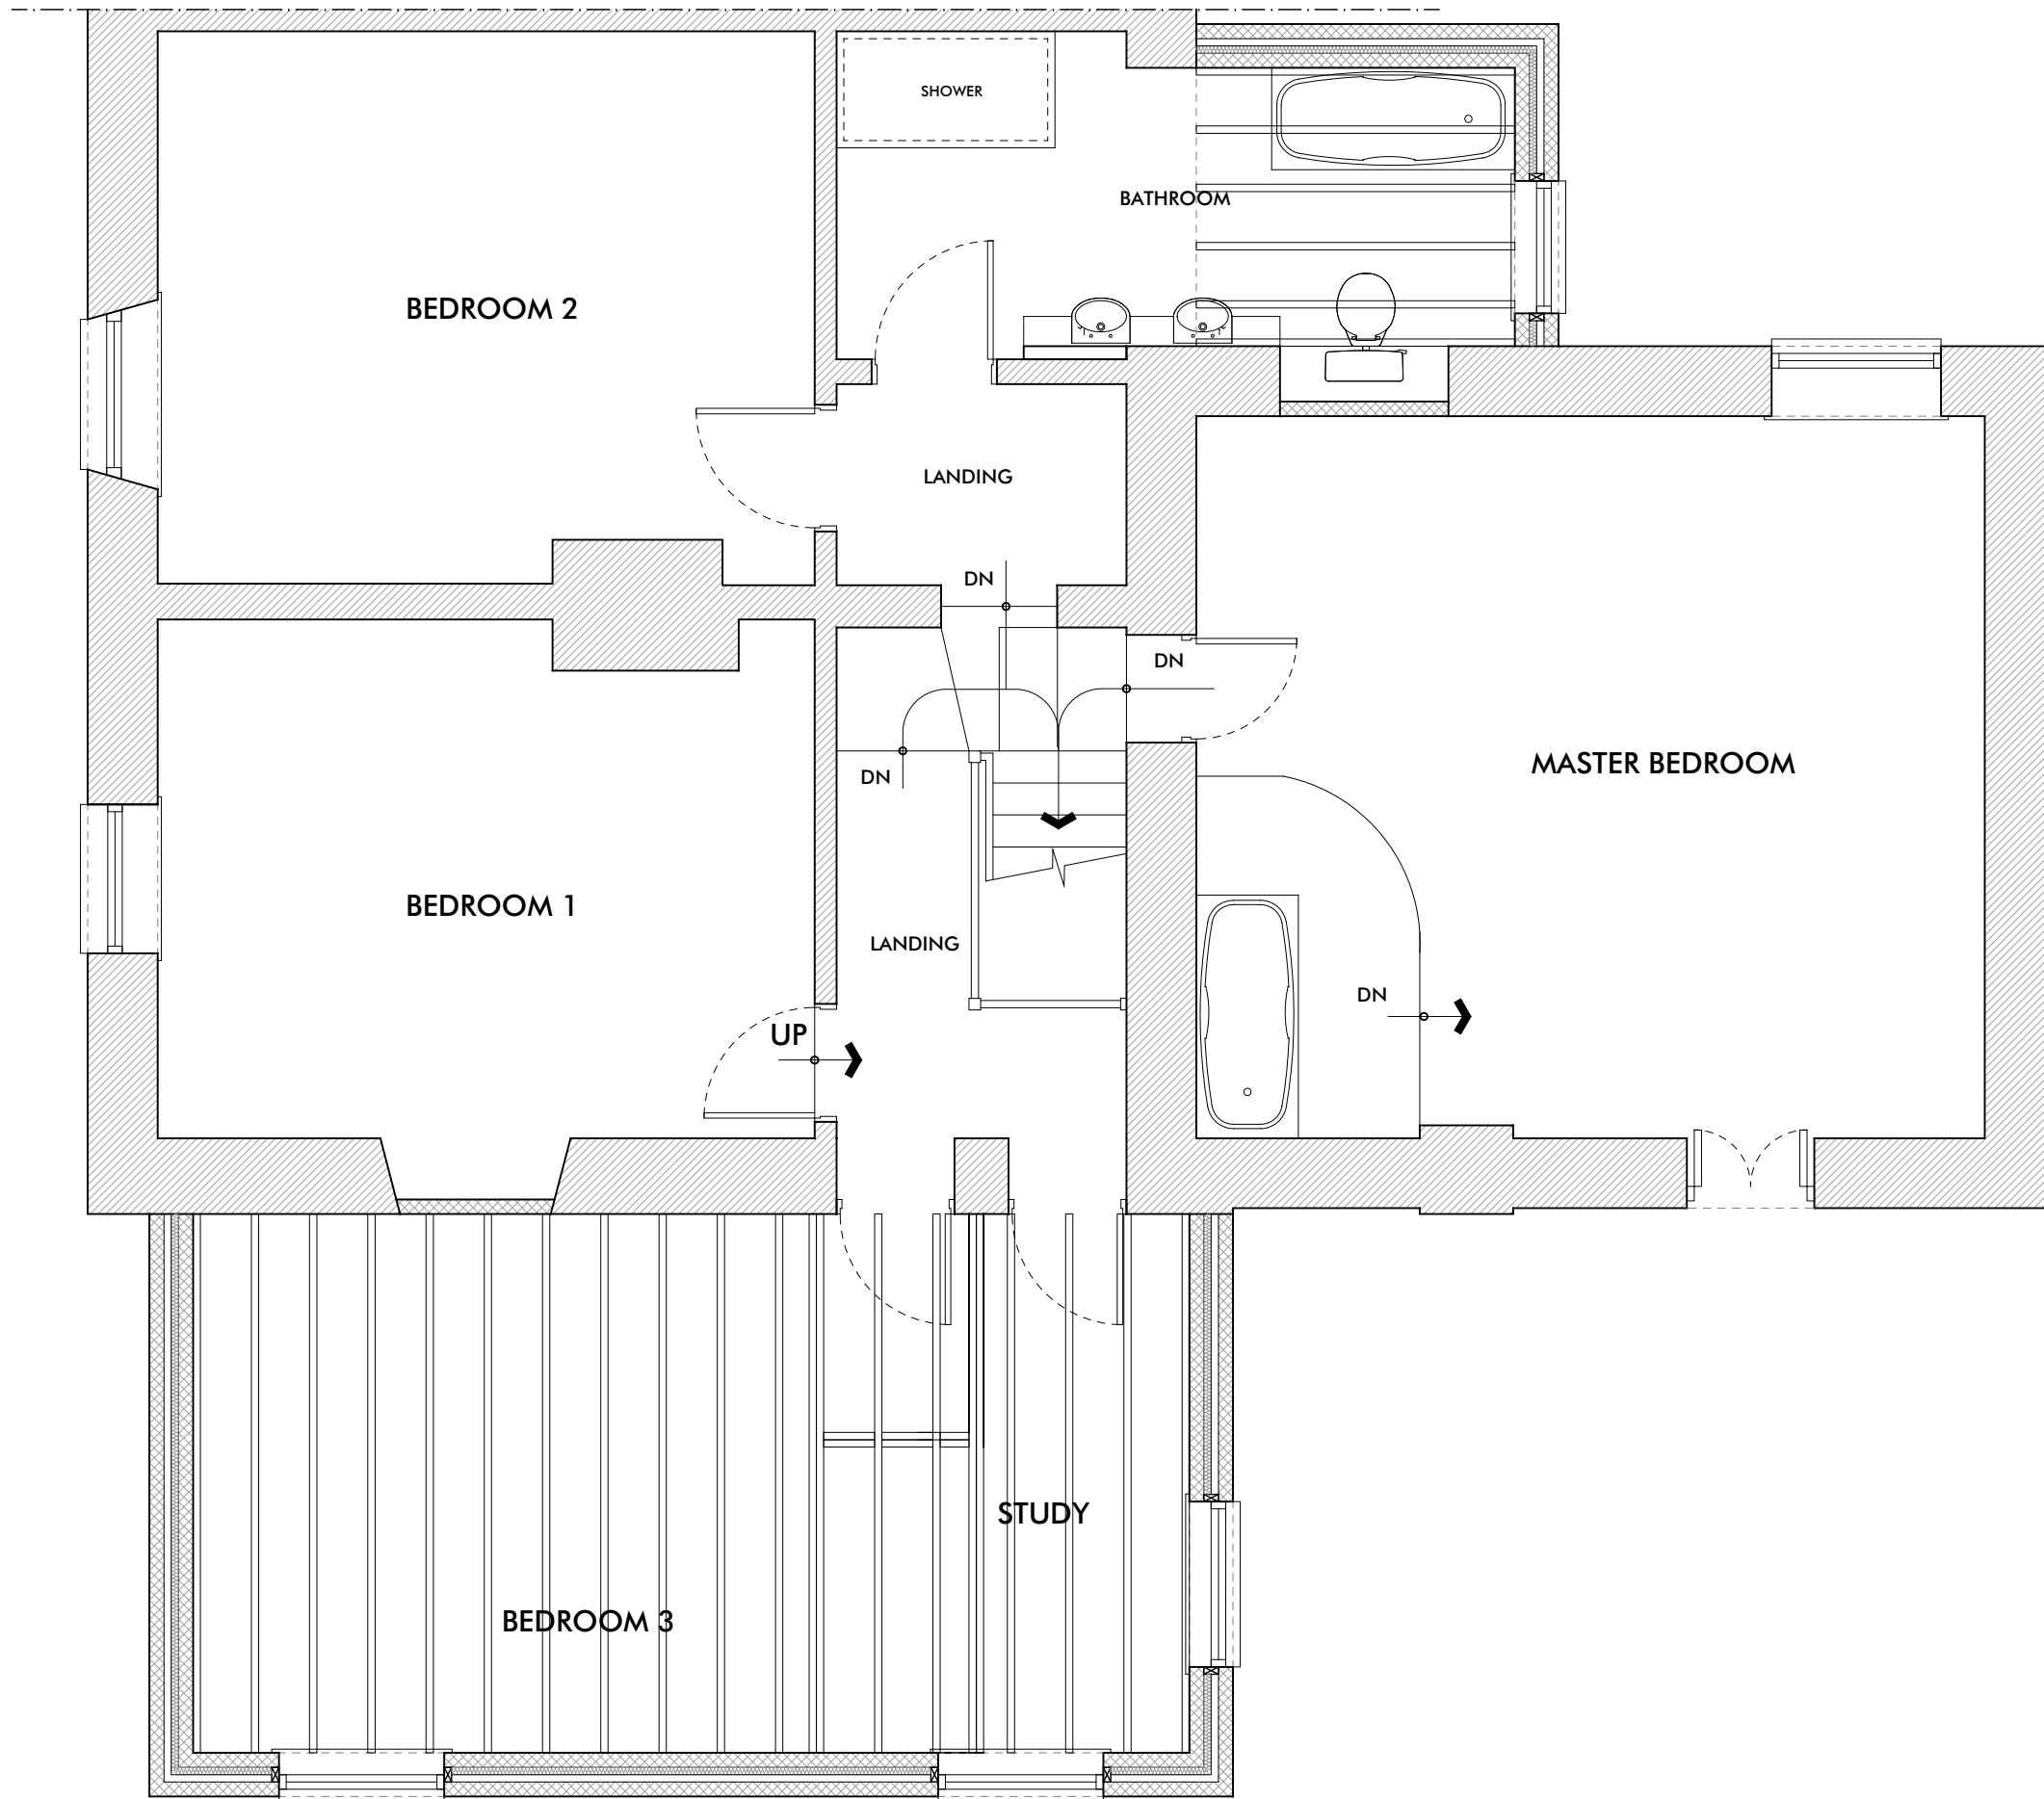 SHOWER
BATHROOM
BEDROOM 2
LANDING
DN
DN
DN
MASTER BEDROOM
BEDROOM 1
LANDING
DN
UP
STUDY
BEDROOM 3